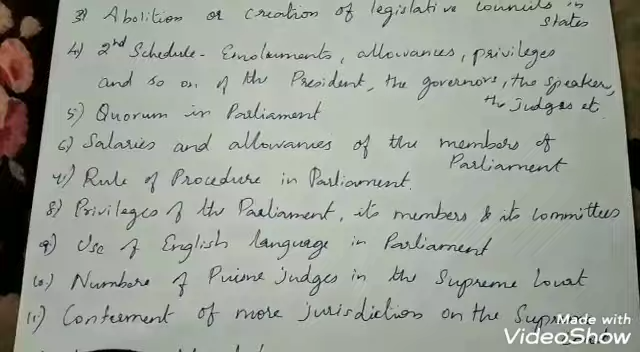 3) Abolition or creation of legislative councils in
states
4) 2nd Schedule - Emoluments, allowances, privileges
and so on of the President, the governors, the speaker,
the Judges et
5) Quorum in Parliament
6) Salaries and allowances of the members of
Parliament
7) Rule of Procedure in Parliament.
8) Privileges of the Parliament, its members & its committees
9) Use of English language in Parliament
10) Number of Puisne judges in the Supreme Court
11) Conferment of more jurisdiction on the Supreme
Made with
VideoShow